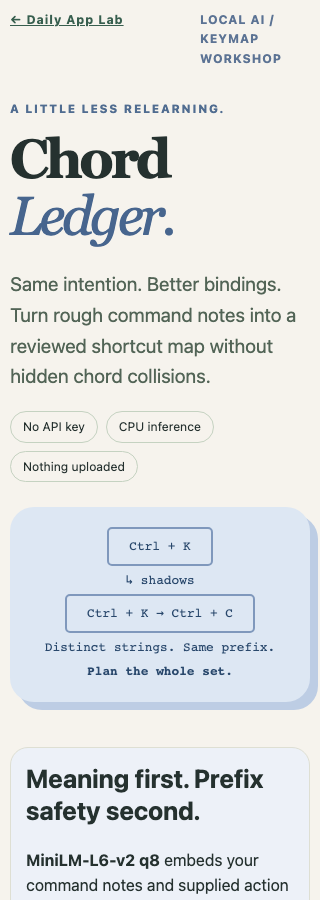 ← Daily App Lab
LOCAL AI /
KEYMAP
WORKSHOP
A LITTLE LESS RELEARNING.
Chord
Ledger.
Same intention. Better bindings.
Turn rough command notes into a
reviewed shortcut map without
hidden chord collisions.
No API key
CPU inference
Nothing uploaded
Ctrl + K
↳ shadows
Ctrl + K → Ctrl + C
Distinct strings. Same prefix.
Plan the whole set.
Meaning first. Prefix
safety second.
MiniLM-L6-v2 q8 embeds your
command notes and supplied action